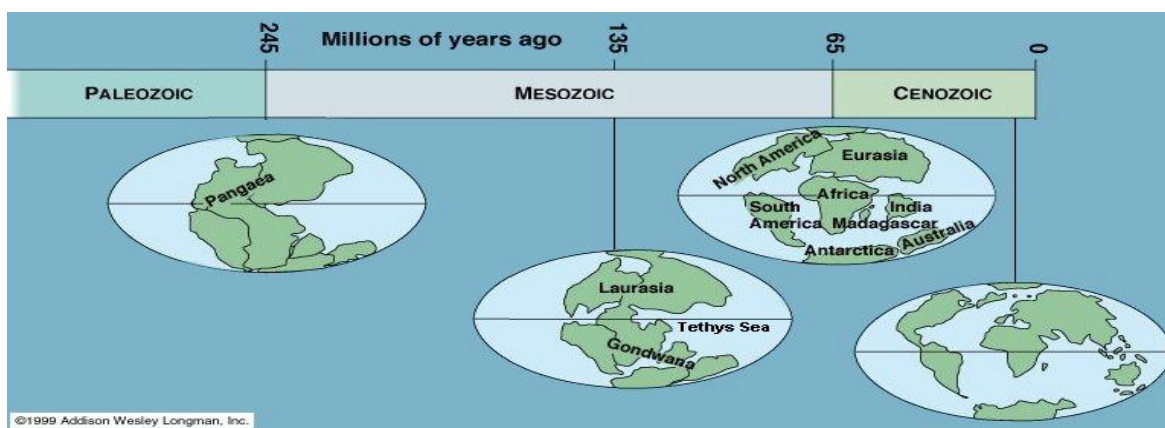 245
Millions of years ago
135
65
0
PALEOZOIC
MESOZOIC
CENOZOIC
Pangaea
North America
Eurasia
Africa
South
America
India
Madagascar
Australia
Antarctica
Laurasia
Tethys Sea
Gondwana
©1999 Addison Wesley Longman, Inc.